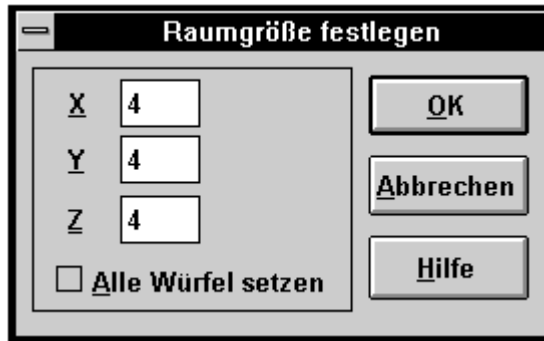 Raumgröße festlegen
X 4
Y 4
Z 4
Alle Würfel setzen
OK
Abbrechen
Hilfe